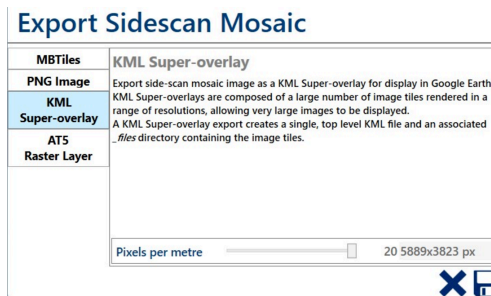 Export Sidescan Mosaic
MBTiles
PNG Image
KML
Super-overlay
AT5
Raster Layer
KML Super-overlay
Export side-scan mosaic image as a KML Super-overlay for display in Google Earth
KML Super-overlays are composed of a large number of image tiles rendered in a
range of resolutions, allowing very large images to be displayed.
A KML Super-overlay export creates a single, top level KML file and an associated
_files directory containing the image tiles.
Pixels per metre
20 5889x3823 px